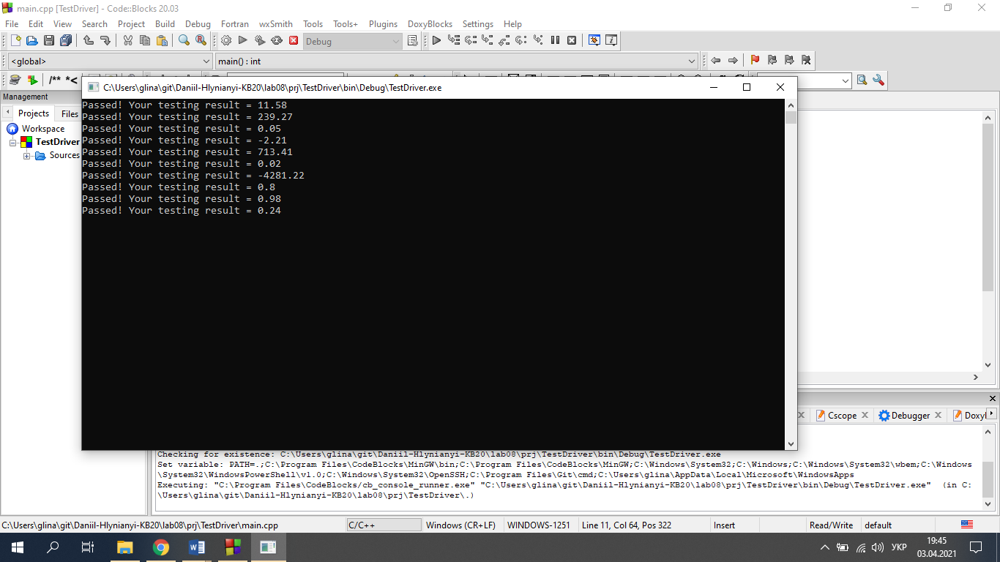 main.cpp [TestDriver] - Code::Blocks 20.03
File Edit View Search Project Build Debug Fortran wxSmith Tools Tools+ Plugins DoxyBlocks Settings Help
Debug
<global> main() : int
/** *<
Management
Projects Files
Workspace
TestDriver
Sources
C:\Users\glina\git\Daniil-Hlynianyi-KB20\lab08\prj\TestDriver\bin\Debug\TestDriver.exe
Passed! Your testing result = 11.58
Passed! Your testing result = 239.27
Passed! Your testing result = 0.05
Passed! Your testing result = -2.21
Passed! Your testing result = 713.41
Passed! Your testing result = 0.02
Passed! Your testing result = -4281.22
Passed! Your testing result = 0.8
Passed! Your testing result = 0.98
Passed! Your testing result = 0.24
Cscope Debugger Doxyl
Checking for existence: C:\Users\glina\git\Daniil-Hlynianyi-KB20\lab08\prj\TestDriver\bin\Debug\TestDriver.exe
Set variable: PATH=.;C:\Program Files\CodeBlocks\MinGW\bin;C:\Program Files\CodeBlocks\MinGW;C:\Windows\System32;C:\Windows;C:\Windows\System32\wbem;C:\Windows
\System32\WindowsPowerShell\v1.0;C:\Windows\System32\OpenSSH;C:\Program Files\Git\cmd;C:\Users\glina\AppData\Local\Microsoft\WindowsApps
Executing: "C:\Program Files\CodeBlocks/cb_console_runner.exe" "C:\Users\glina\git\Daniil-Hlynianyi-KB20\lab08\prj\TestDriver\bin\Debug\TestDriver.exe" (in C:
\Users\glina\git\Daniil-Hlynianyi-KB20\lab08\prj\TestDriver\.)
C:\Users\glina\git\Daniil-Hlynianyi-KB20\lab08\prj\TestDriver\main.cpp C/C++ Windows (CR+LF) WINDOWS-1251 Line 11, Col 64, Pos 322 Insert Read/Write default
УКР
19:45
03.04.2021